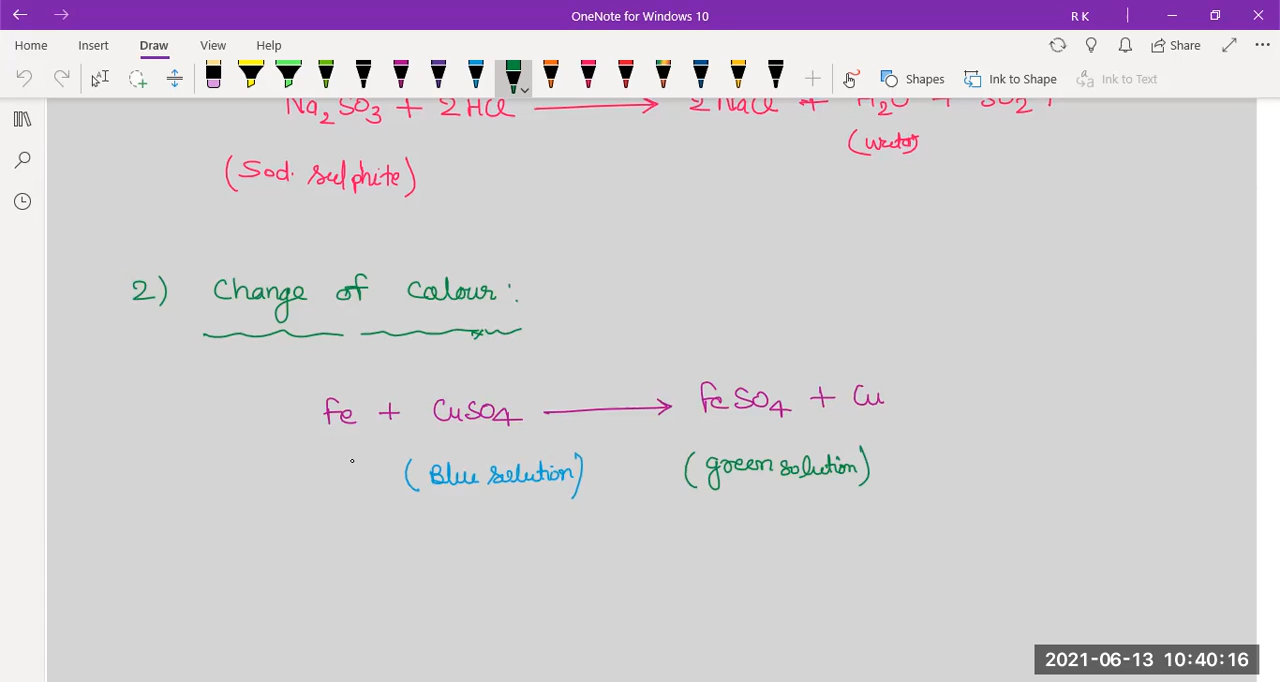 OneNote for Windows 10
R K
Home Insert Draw View Help
Share
Shapes Ink to Shape Ink to Text
Na2SO3 + 2HCl → 2NaCl + H2O + SO2 ↑
(water)
(Sod. sulphite)
2) Change of Colour:
Fe + CuSO4 → FeSO4 + Cu
(Blue solution) (green solution)
2021-06-13 10:40:16